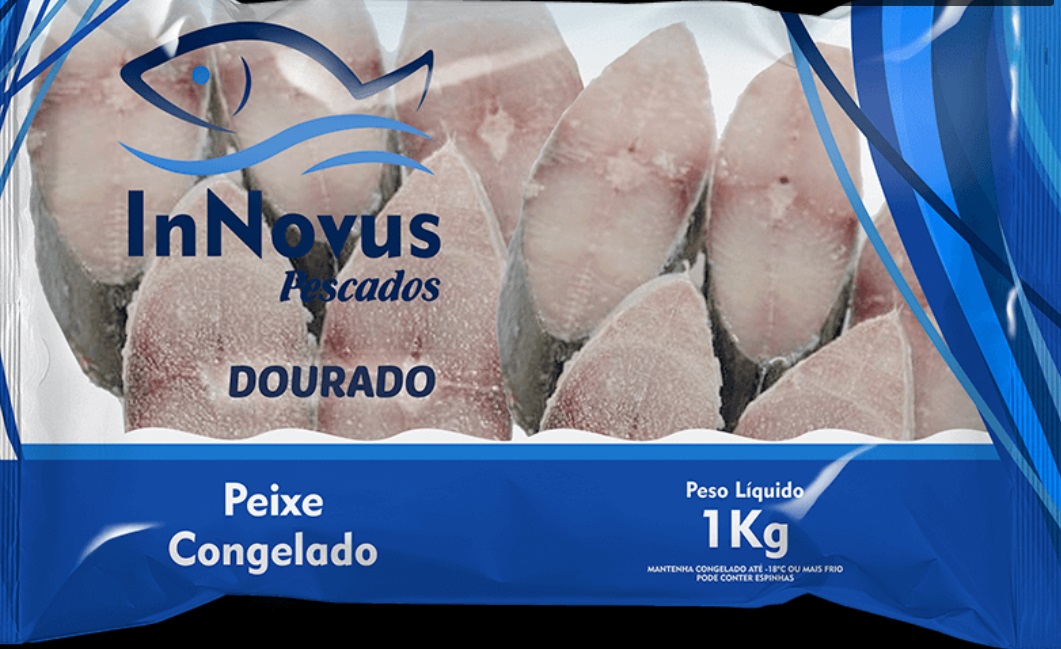 InNovus
Pescados
DOURADO
Peixe
Congelado
Peso Líquido
1Kg
MANTENHA CONGELADO ATÉ -18°C OU MAIS FRIO
PODE CONTER ESPINHAS